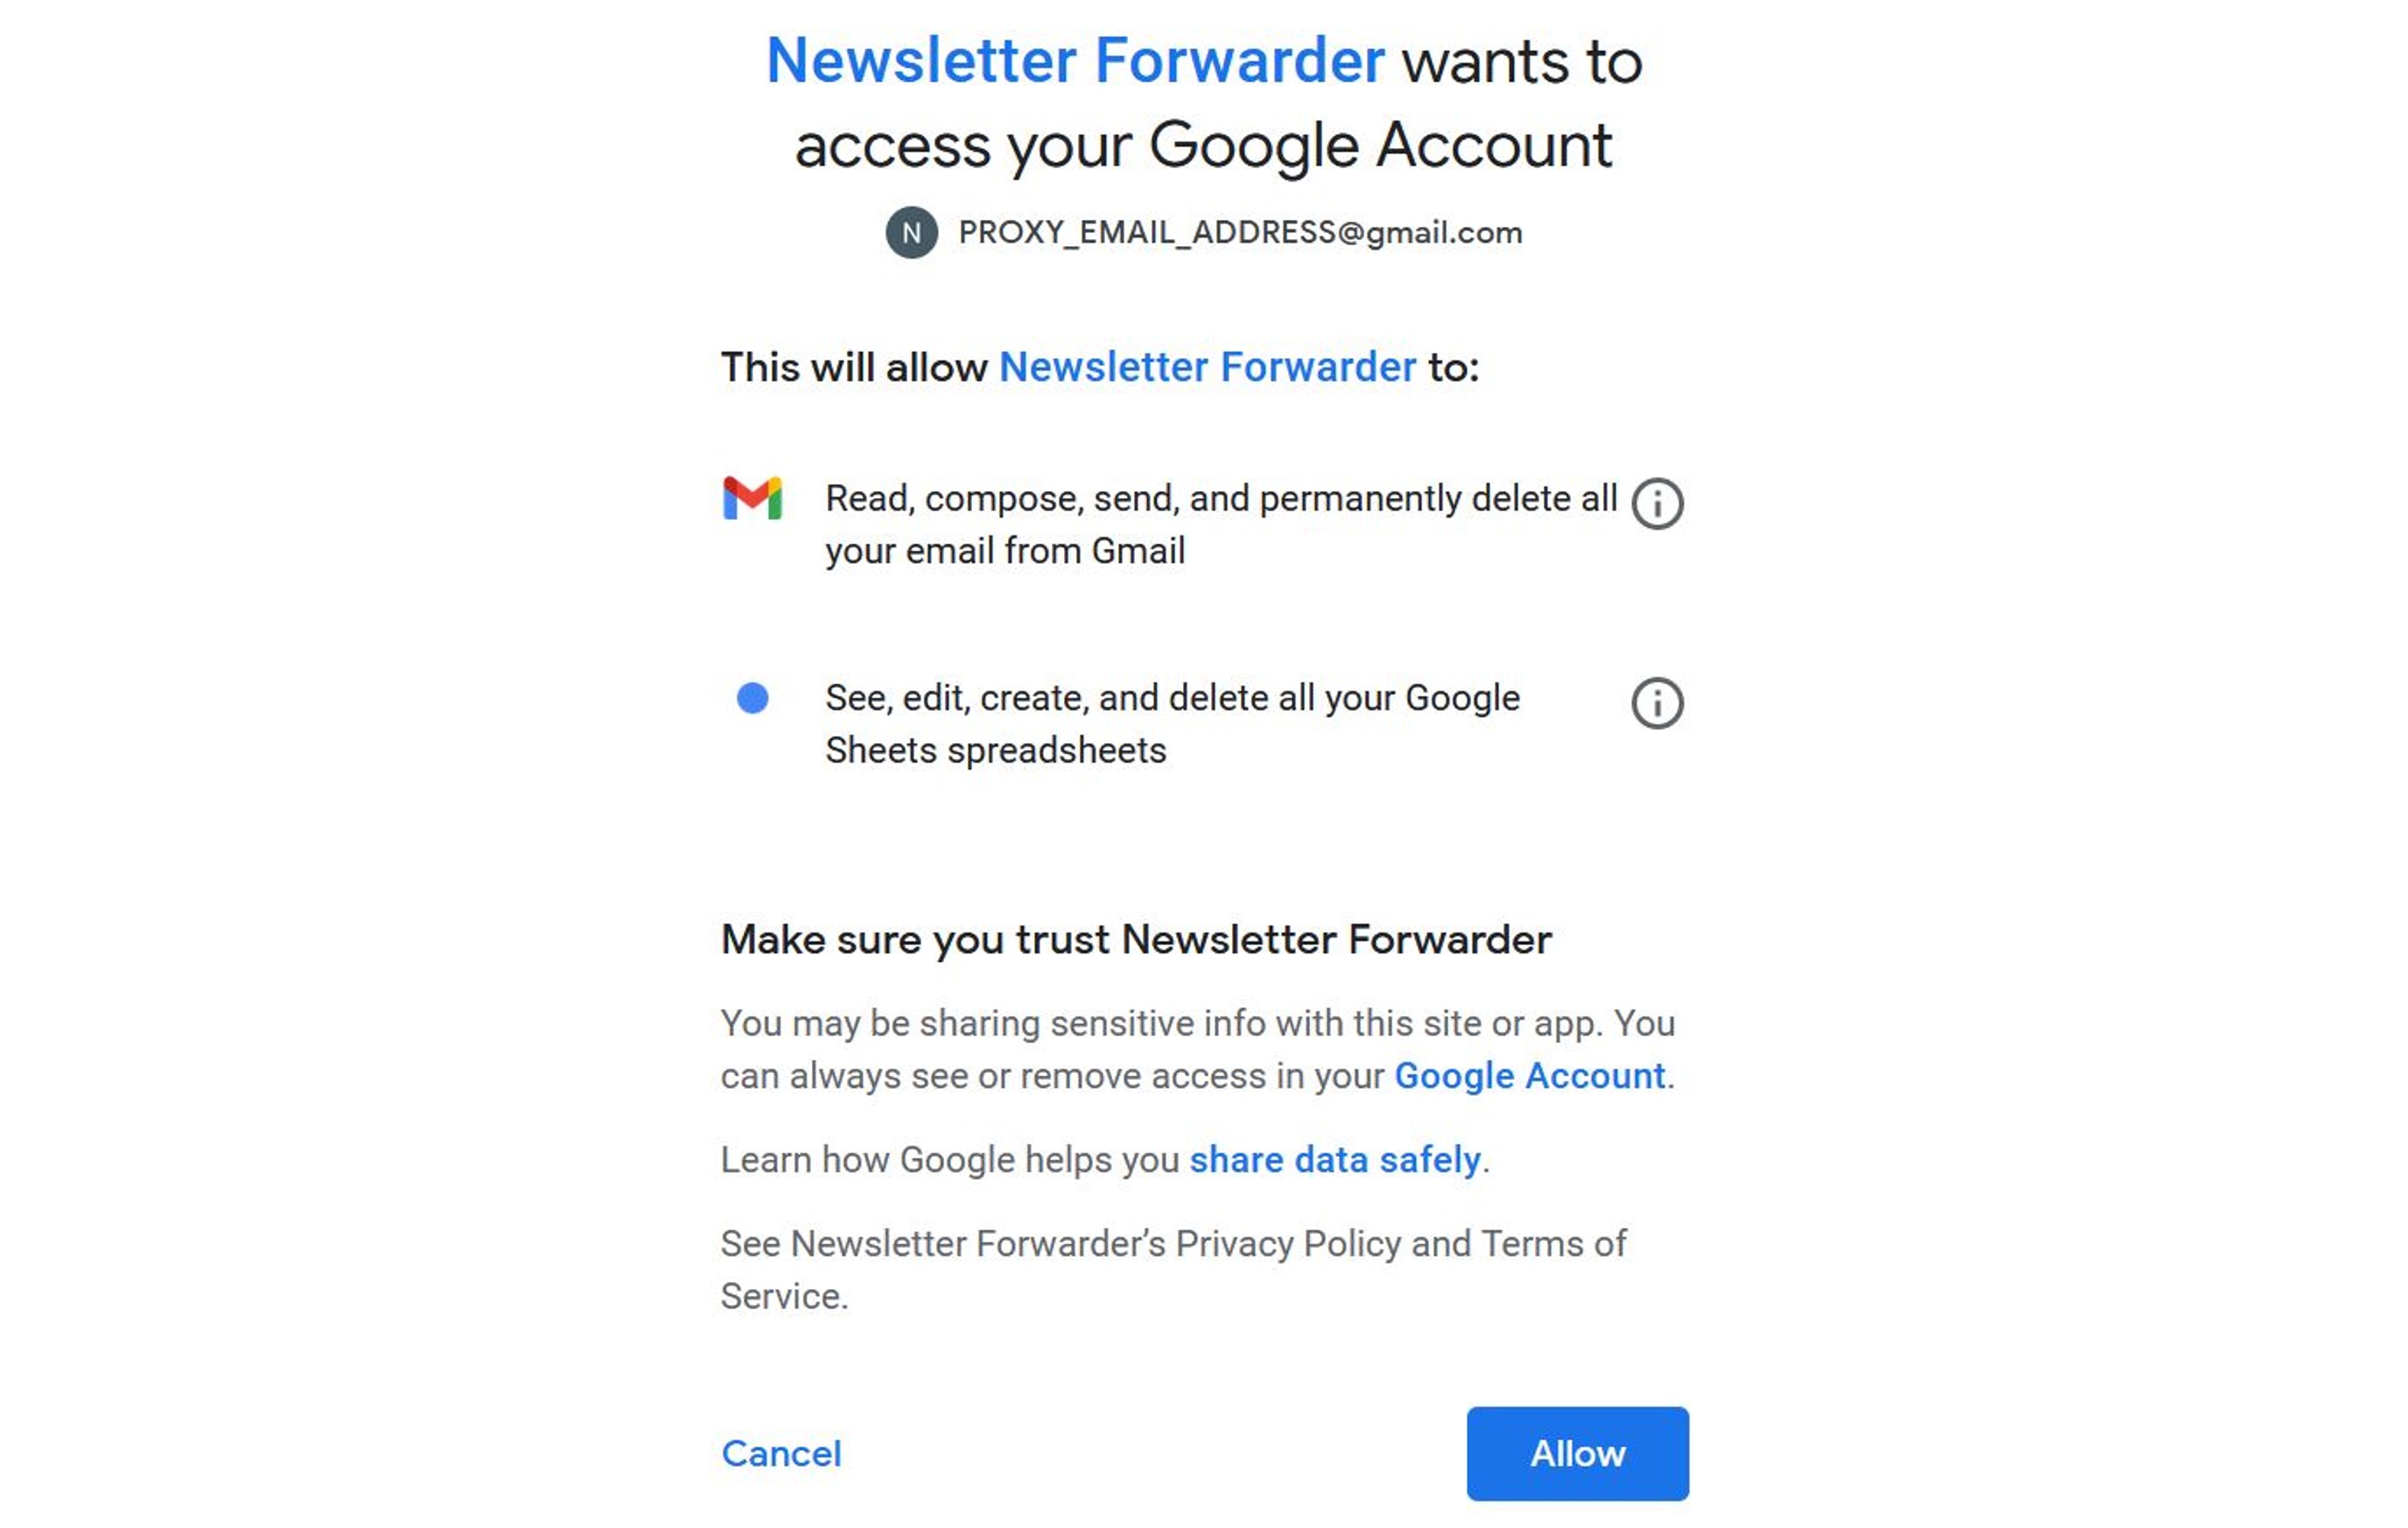 Newsletter Forwarder wants to
access your Google Account
N PROXY_EMAIL_ADDRESS@gmail.com
This will allow Newsletter Forwarder to:
Read, compose, send, and permanently delete all
your email from Gmail
See, edit, create, and delete all your Google
Sheets spreadsheets
Make sure you trust Newsletter Forwarder
You may be sharing sensitive info with this site or app. You
can always see or remove access in your Google Account.
Learn how Google helps you share data safely.
See Newsletter Forwarder’s Privacy Policy and Terms of
Service.
Cancel
Allow